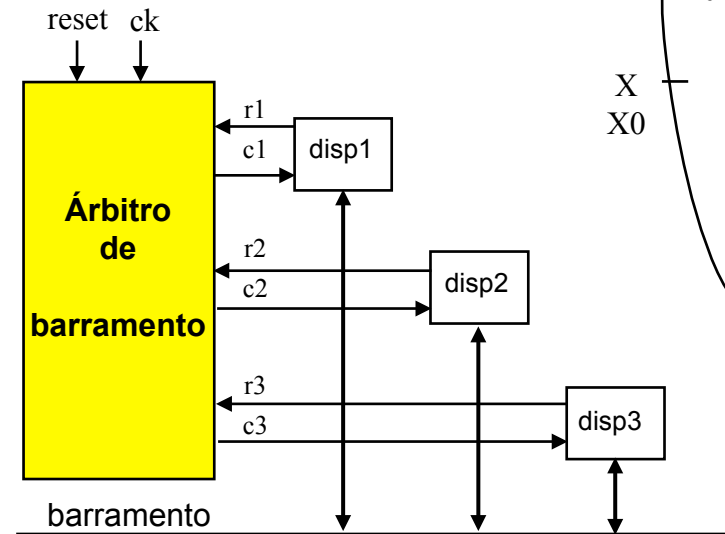 reset ck
X
X0
r1
c1
disp1
Árbitro
de
barramento
r2
c2
disp2
r3
c3
disp3
barramento